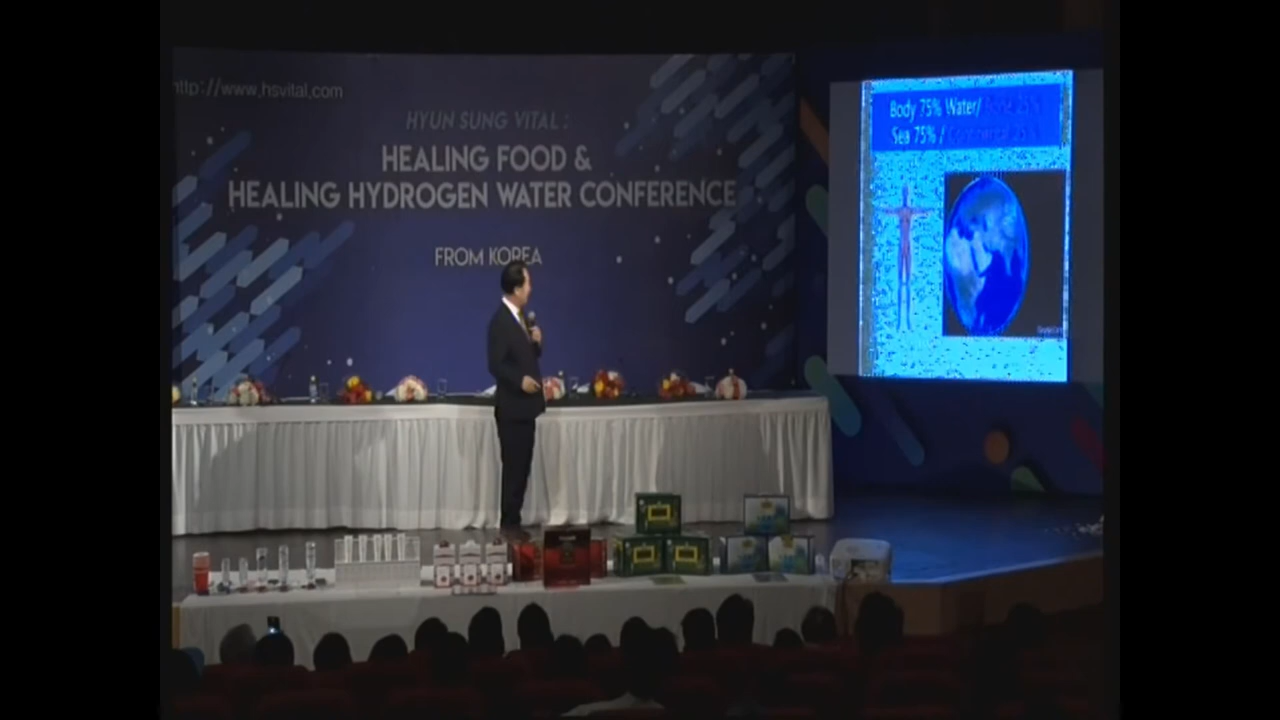 http://www.hsvital.com
HYUN SUNG VITAL :
HEALING FOOD &
HEALING HYDROGEN WATER CONFERENCE
FROM KOREA
Body 75% Water/
Sea 75% /